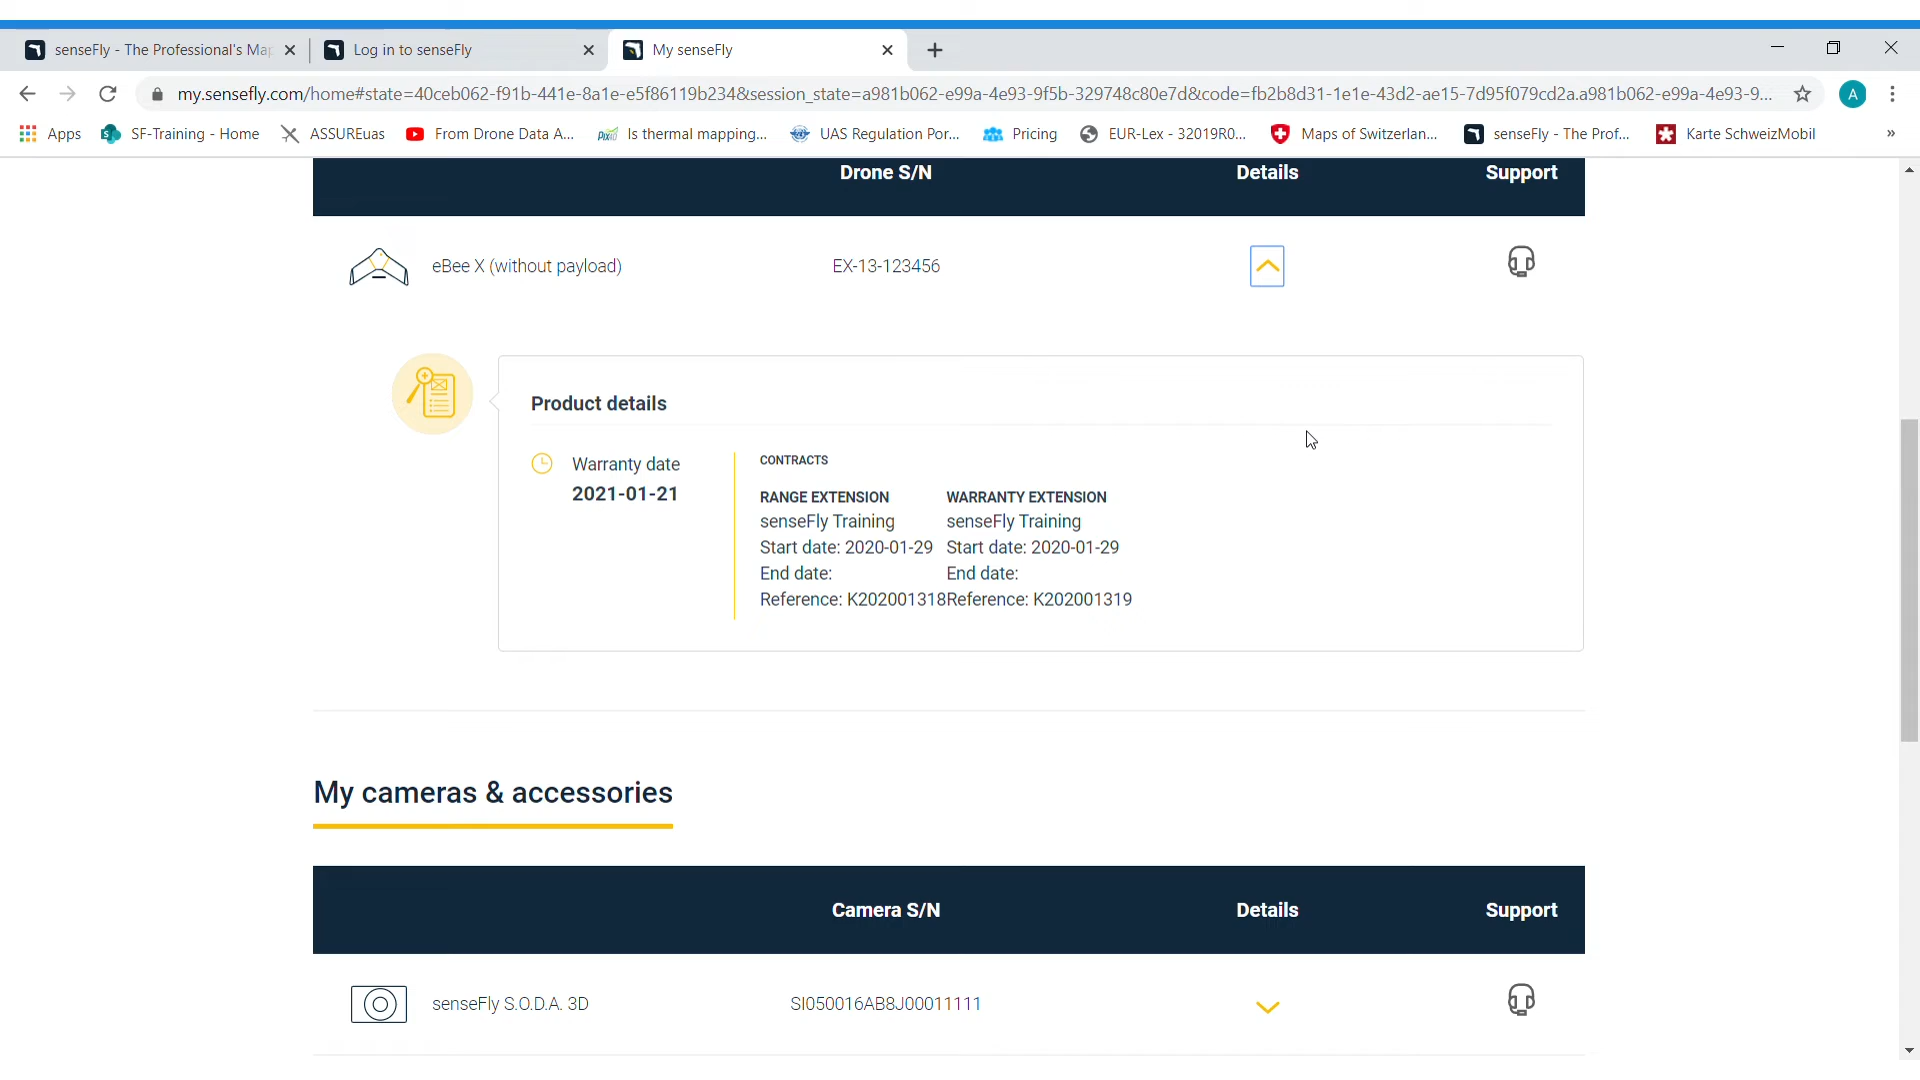 senseFly - The Professional's Ma
Log in to senseFly
My senseFly
my.sensefly.com/home#state=40ceb062-f91b-441e-8a1e-e5f86119b234&session_state=a981b062-e99a-4e93-9f5b-329748c80e7d&code=fb2b8d31-1e1e-43d2-ae15-7d95f079cd2a.a981b062-e99a-4e93-9...
A
Apps
SF-Training - Home
ASSUREuas
From Drone Data A...
Is thermal mapping...
UAS Regulation Por...
Pricing
EUR-Lex - 32019R0...
Maps of Switzerlan...
senseFly - The Prof...
Karte SchweizMobil
»
Drone S/N
Details
Support
eBee X (without payload)
EX-13-123456
Product details
Warranty date
2021-01-21
CONTRACTS
RANGE EXTENSION
senseFly Training
Start date: 2020-01-29
End date:
Reference: K202001318
WARRANTY EXTENSION
senseFly Training
Start date: 2020-01-29
End date:
Reference: K202001319
My cameras & accessories
Camera S/N
Details
Support
senseFly S.O.D.A. 3D
SI050016AB8J00011111